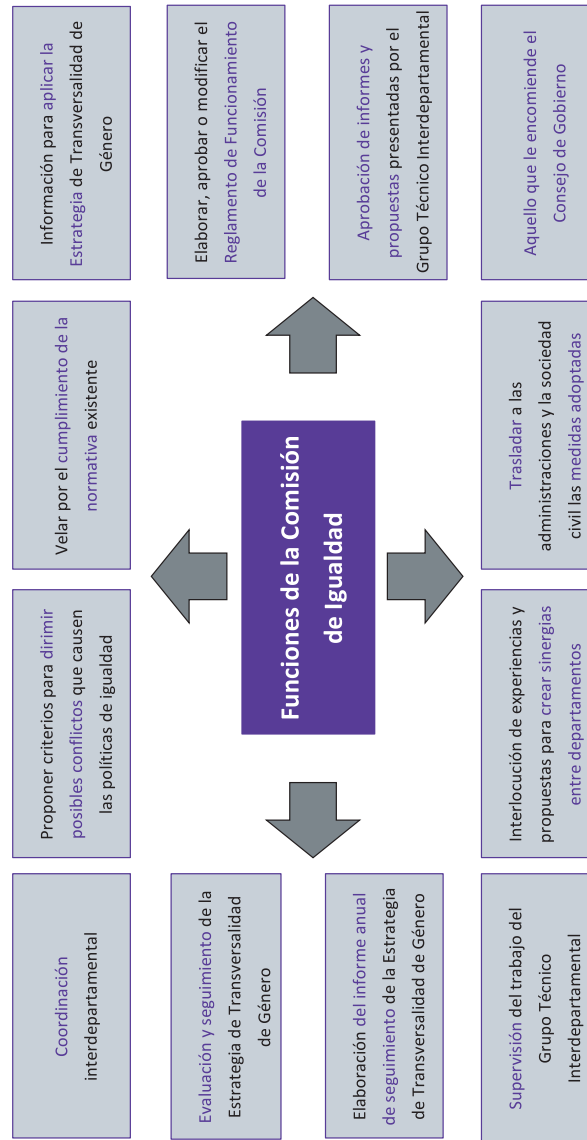 Coordinación
interdepartamental
Proponer criterios para dirimir
posibles conflictos que causen
las políticas de igualdad
Velar por el cumplimiento de la
normativa existente
Información para aplicar la
Estrategia de Transversalidad de
Género
Evaluación y seguimiento de la
Estrategia de Transversalidad
de Género
Funciones de la Comisión
de Igualdad
Elaborar, aprobar o modificar el
Reglamento de Funcionamiento
de la Comisión
Elaboración del informe anual
de seguimiento de la Estrategia
de Transversalidad de Género
Aprobación de informes y
propuestas presentadas por el
Grupo Técnico Interdepartamental
Supervisión del trabajo del
Grupo Técnico
Interdepartamental
Interlocución de experiencias y
propuestas para crear sinergias
entre departamentos
Trasladar a las
administraciones y la sociedad
civil las medidas adoptadas
Aquello que le encomiende el
Consejo de Gobierno